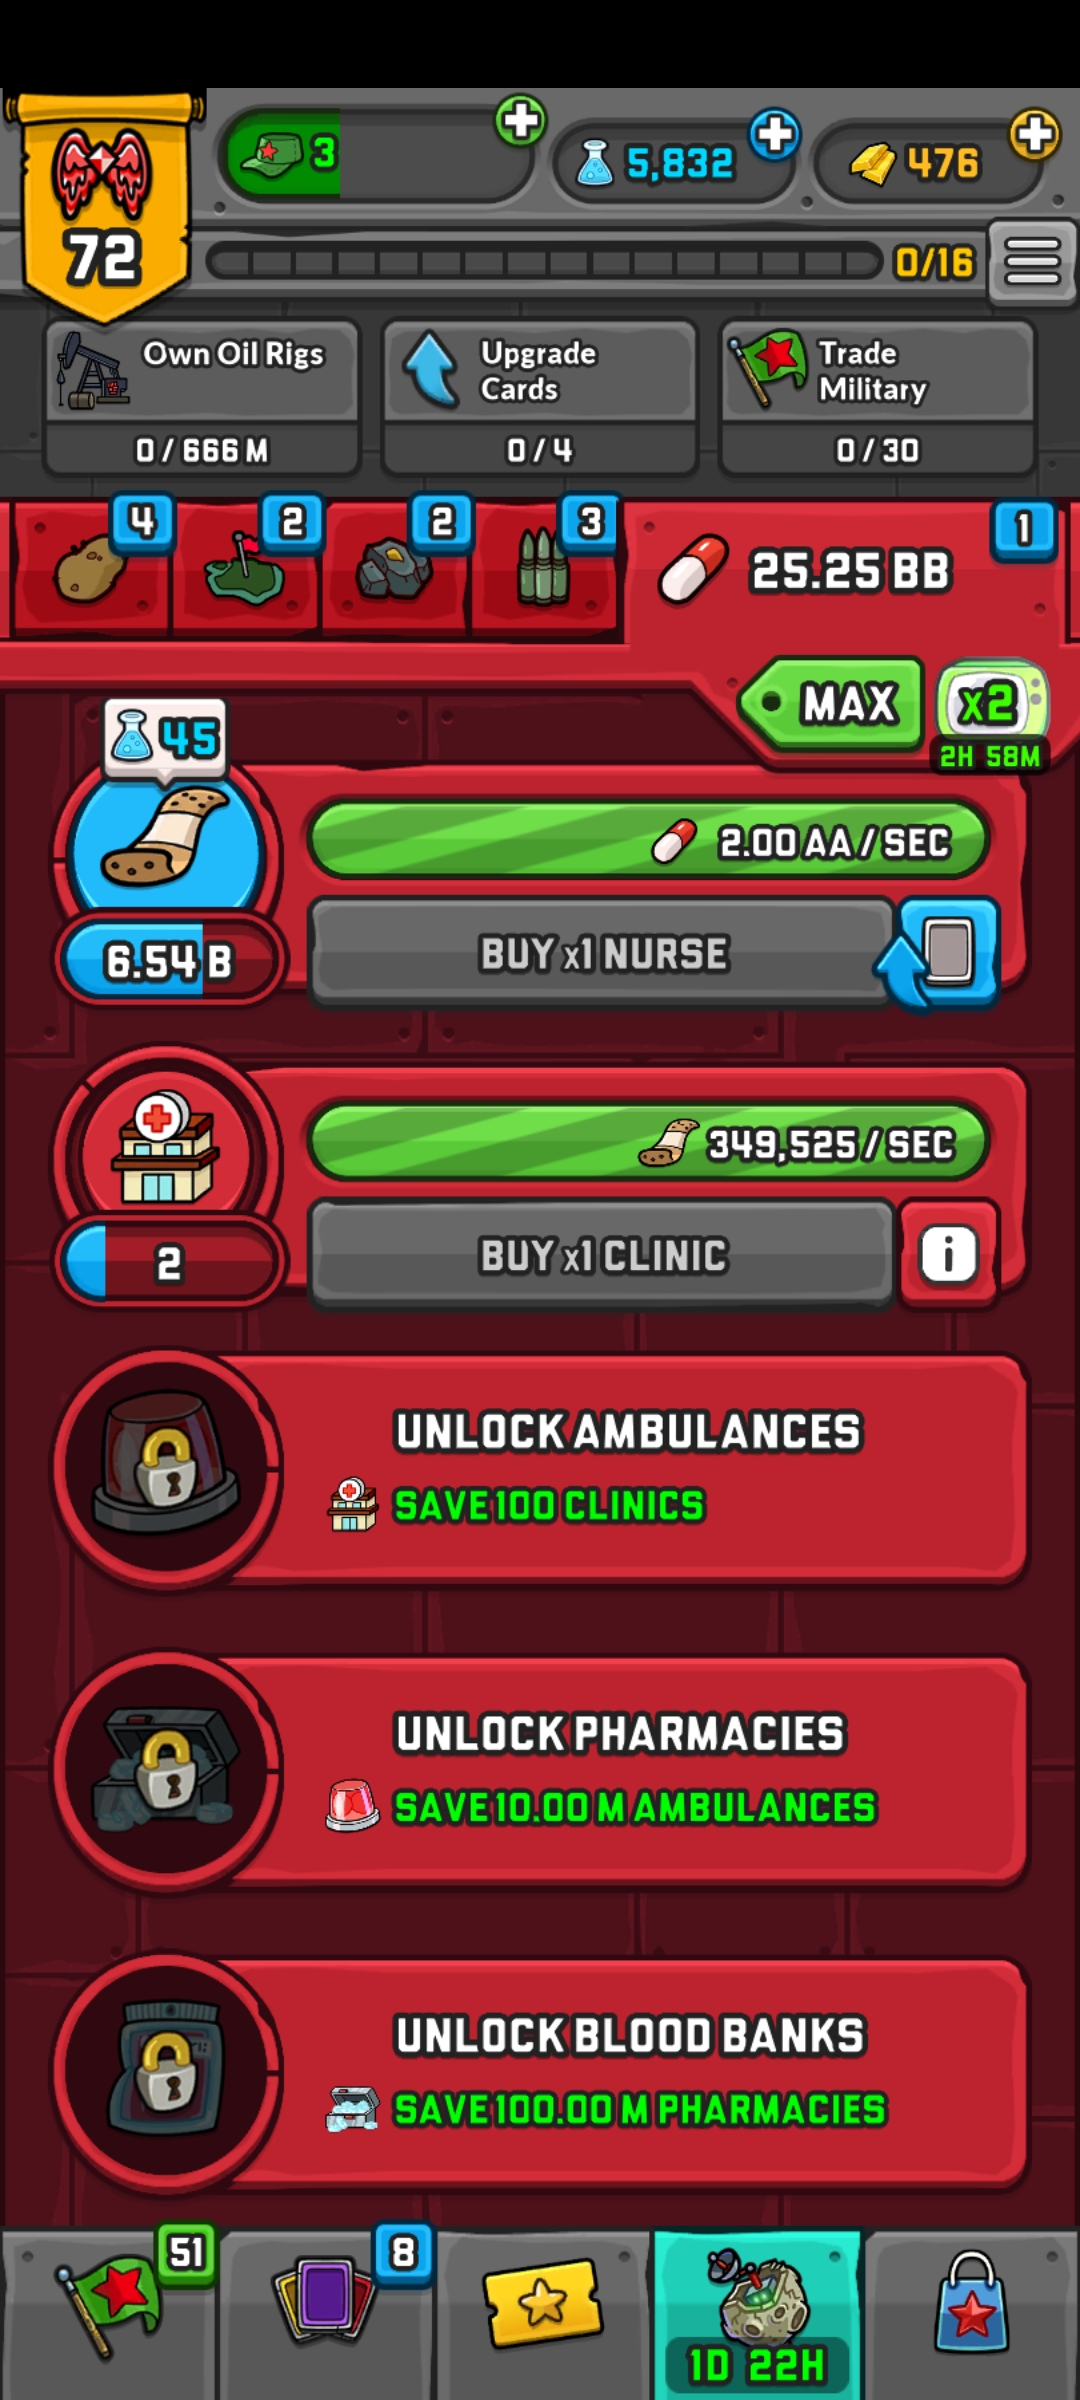 3
5,832
476
72
0/16
Own Oil Rigs
0 / 666 M
Upgrade
Cards
0 / 4
Trade
Military
0 / 30
4
2
2
3
25.25 BB
1
MAX
x2
2H 58M
45
2.00 AA / SEC
6.54 B
BUY x1 NURSE
349,525 / SEC
2
BUY x1 CLINIC
i
UNLOCK AMBULANCES
SAVE 100 CLINICS
UNLOCK PHARMACIES
SAVE 10.00 M AMBULANCES
UNLOCK BLOOD BANKS
SAVE 100.00 M PHARMACIES
51
8
1D 22H